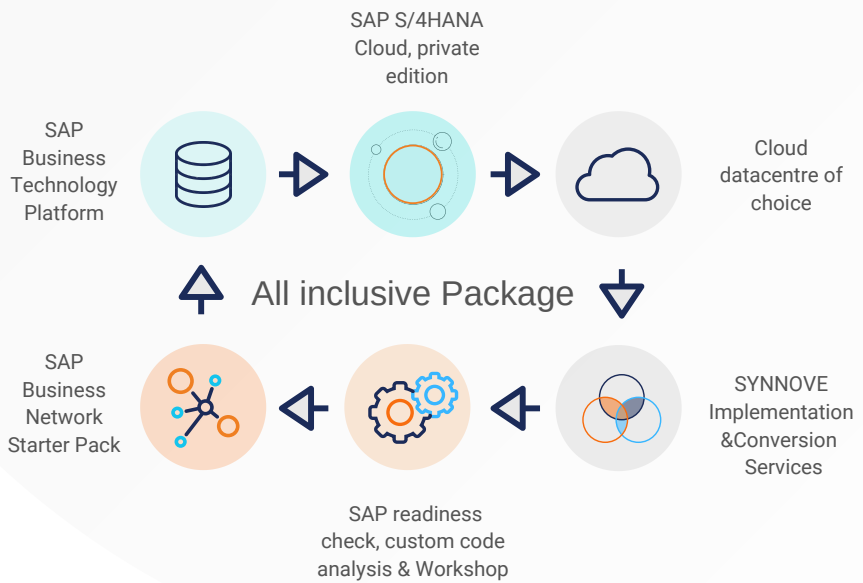 SAP S/4HANA
Cloud, private
edition
SAP
Business
Technology
Platform
Cloud
datacentre of
choice
All inclusive Package
SAP
Business
Network
Starter Pack
SYNNOVE
Implementation
&Conversion
Services
SAP readiness
check, custom code
analysis & Workshop